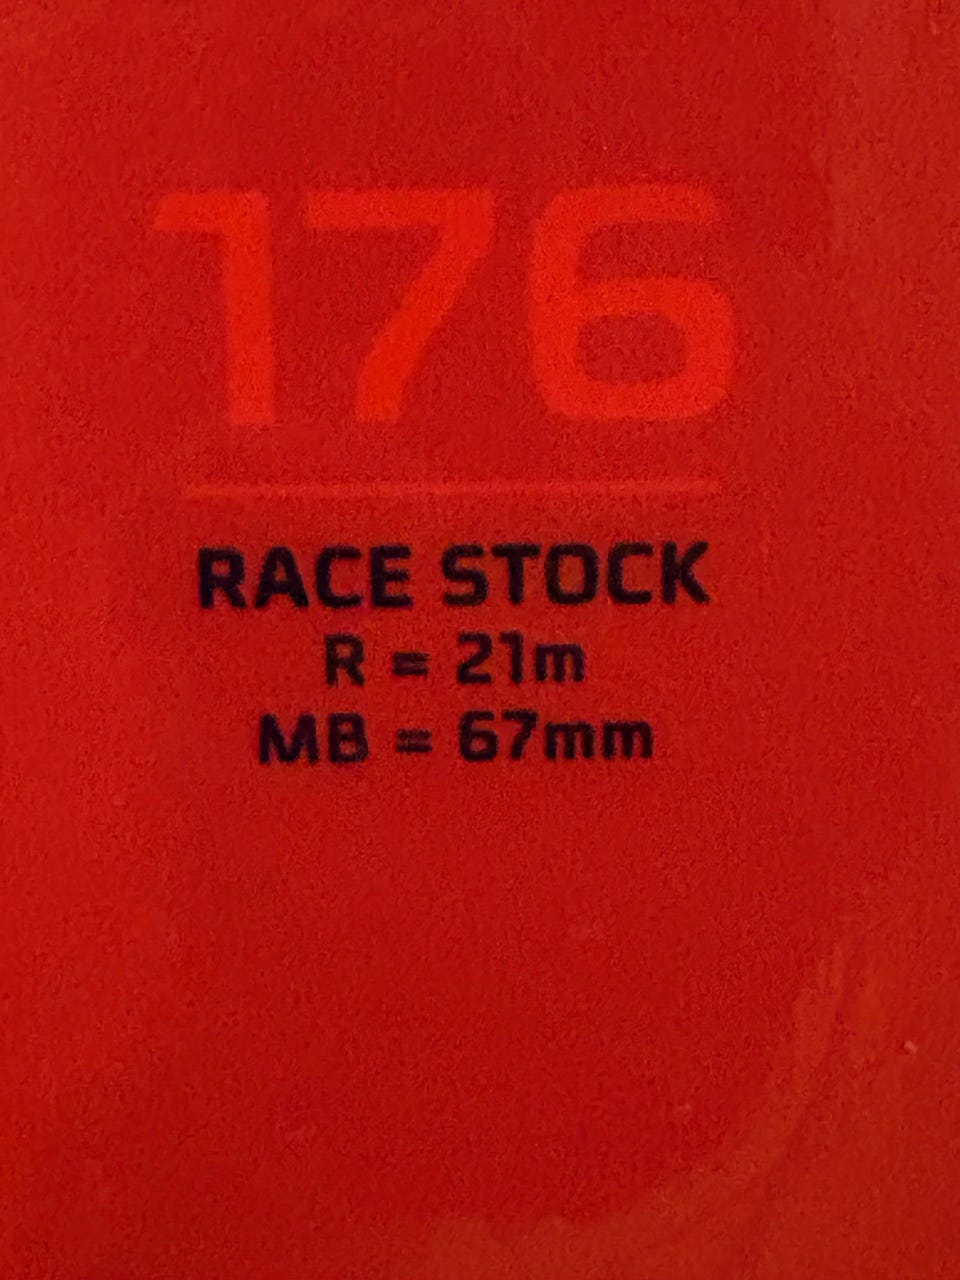 176
RACE STOCK
R = 21m
MB = 67mm